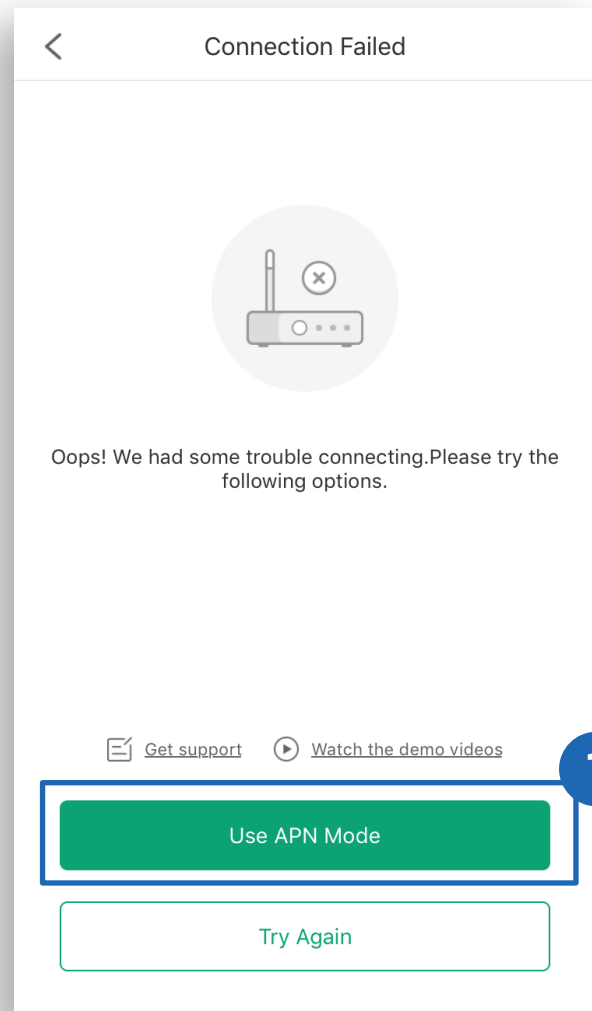 Connection Failed
Oops! We had some trouble connecting.Please try the
following options.
Get support Watch the demo videos
1
Use APN Mode
Try Again